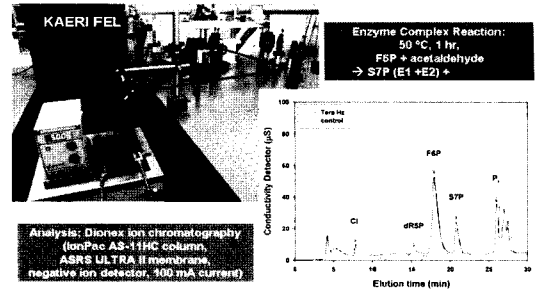 KAERI FEL
Enzyme Complex Reaction:
50 ºC, 1 hr,
F6P + acetaldehyde
→ S7P (E1 +E2) +
Analysis: Dionex ion chromatography
(IonPac AS-11HC column,
ASRS ULTRA II membrane,
negative ion detector, 100 mA current)
Tera Hz
control
Conductivity Detector (µS)
100
80
60
40
20
0
Cl
dR5P
F6P
S7P
P
10
15
20
25
30
Elution time (min)